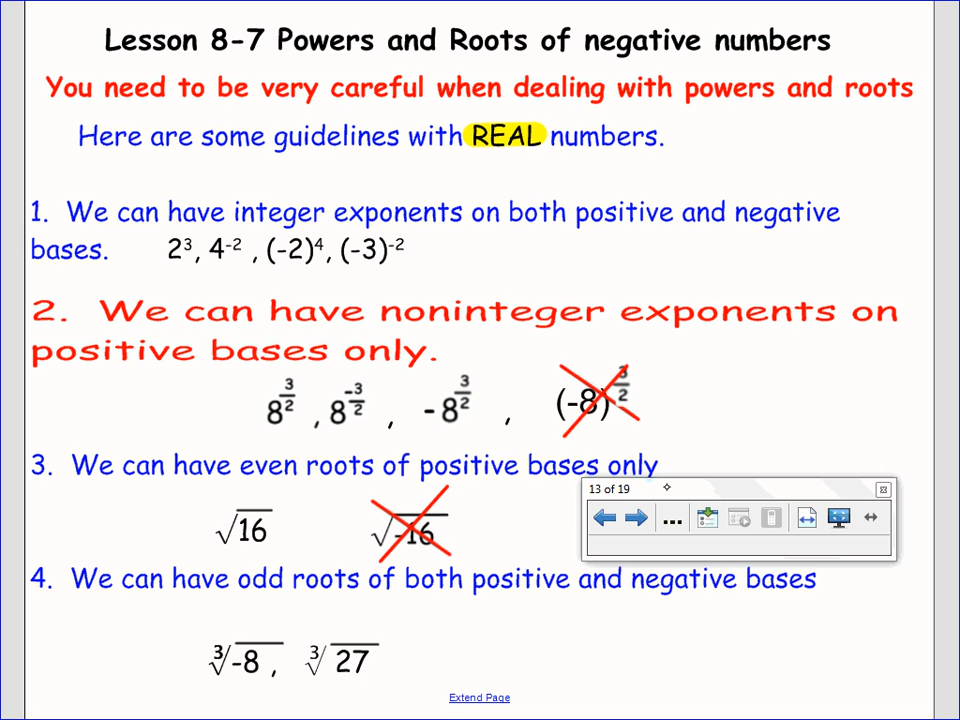 Lesson 8-7 Powers and Roots of negative numbers
You need to be very careful when dealing with powers and roots
Here are some guidelines with REAL numbers.
1. We can have integer exponents on both positive and negative
bases. 2³, 4⁻², (-2)⁴, (-3)⁻²
2. We can have noninteger exponents on
positive bases only.
8^(3/2), 8^(-3/2), -8^(3/2), (-8)^(3/2)
3. We can have even roots of positive bases only
√16 √-16
13 of 19
...
4. We can have odd roots of both positive and negative bases
∛-8, ∛27
Extend Page